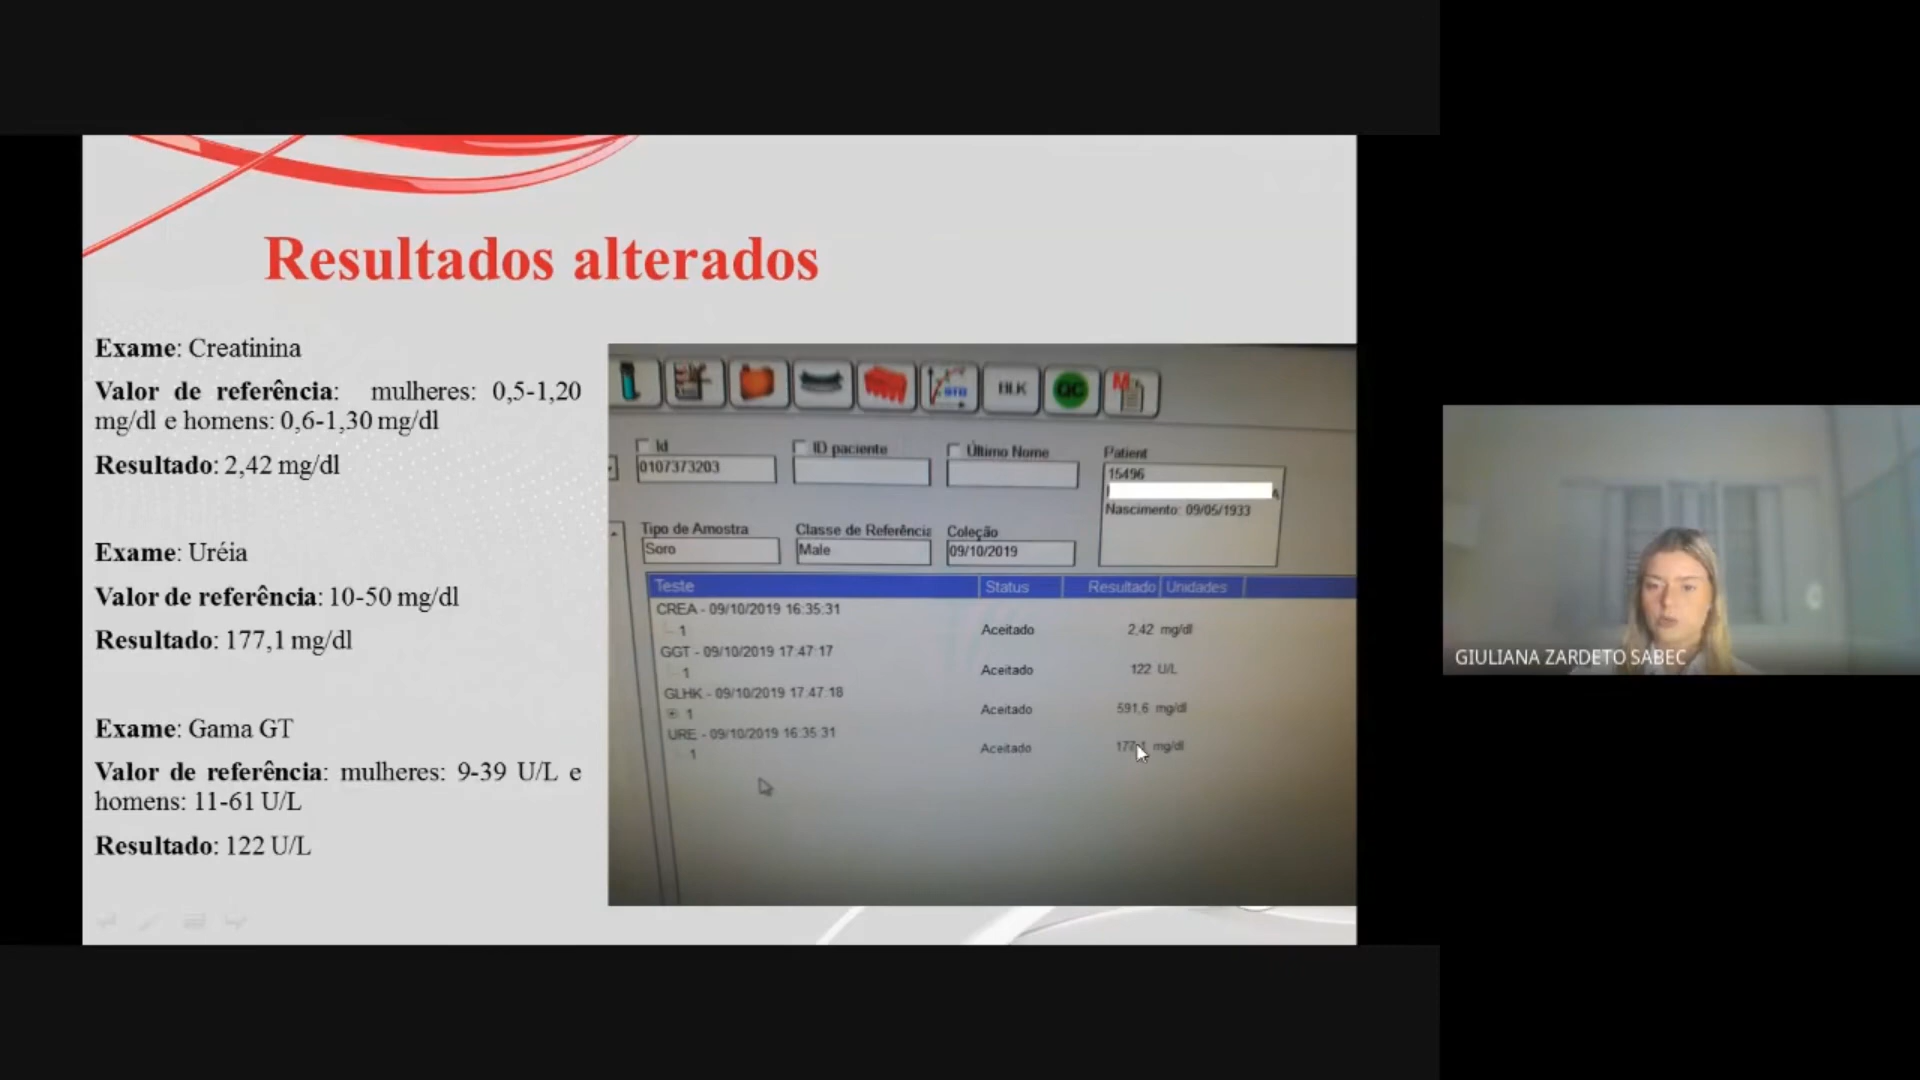 Resultados alterados
Exame: Creatinina
Valor de referência: mulheres: 0,5-1,20
mg/dl e homens: 0,6-1,30 mg/dl
Resultado: 2,42 mg/dl
Exame: Uréia
Valor de referência: 10-50 mg/dl
Resultado: 177,1 mg/dl
Exame: Gama GT
Valor de referência: mulheres: 9-39 U/L e
homens: 11-61 U/L
Resultado: 122 U/L
BLK QC M
Id ID paciente Último Nome Patient
0107373203 15496
Nascimento: 09/05/1933
Tipo de Amostra Classe de Referência Coleção
Soro Male 09/10/2019
Teste Status Resultado Unidades
CREA - 09/10/2019 16:35:31
1 Aceitado 2,42 mg/dl
GGT - 09/10/2019 17:47:17
1 Aceitado 122 U/L
GLHK - 09/10/2019 17:47:18
1 Aceitado 591,6 mg/dl
URE - 09/10/2019 16:35:31
1 Aceitado 177,1 mg/dl
GIULIANA ZARDETO SABEC